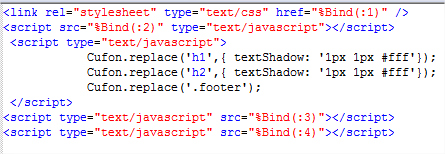 <link rel="stylesheet" type="text/css" href="%Bind(:1)" />
<script src="%Bind(:2)" type="text/javascript"></script>
<script type="text/javascript">
Cufon.replace('h1',{ textShadow: '1px 1px #fff'});
Cufon.replace('h2',{ textShadow: '1px 1px #fff'});
Cufon.replace('.footer');
</script>
<script type="text/javascript" src="%Bind(:3)"></script>
<script type="text/javascript" src="%Bind(:4)"></script>